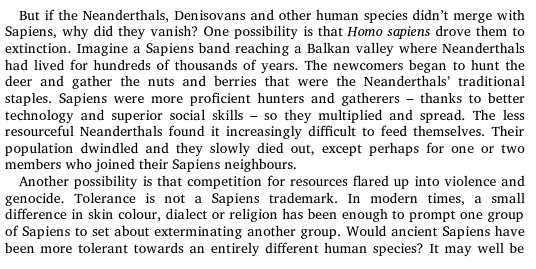 But if the Neanderthals, Denisovans and other human species didn’t merge with
Sapiens, why did they vanish? One possibility is that Homo sapiens drove them to
extinction. Imagine a Sapiens band reaching a Balkan valley where Neanderthals
had lived for hundreds of thousands of years. The newcomers began to hunt the
deer and gather the nuts and berries that were the Neanderthals’ traditional
staples. Sapiens were more proficient hunters and gatherers – thanks to better
technology and superior social skills – so they multiplied and spread. The less
resourceful Neanderthals found it increasingly difficult to feed themselves. Their
population dwindled and they slowly died out, except perhaps for one or two
members who joined their Sapiens neighbours.
Another possibility is that competition for resources flared up into violence and
genocide. Tolerance is not a Sapiens trademark. In modern times, a small
difference in skin colour, dialect or religion has been enough to prompt one group
of Sapiens to set about exterminating another group. Would ancient Sapiens have
been more tolerant towards an entirely different human species? It may well be